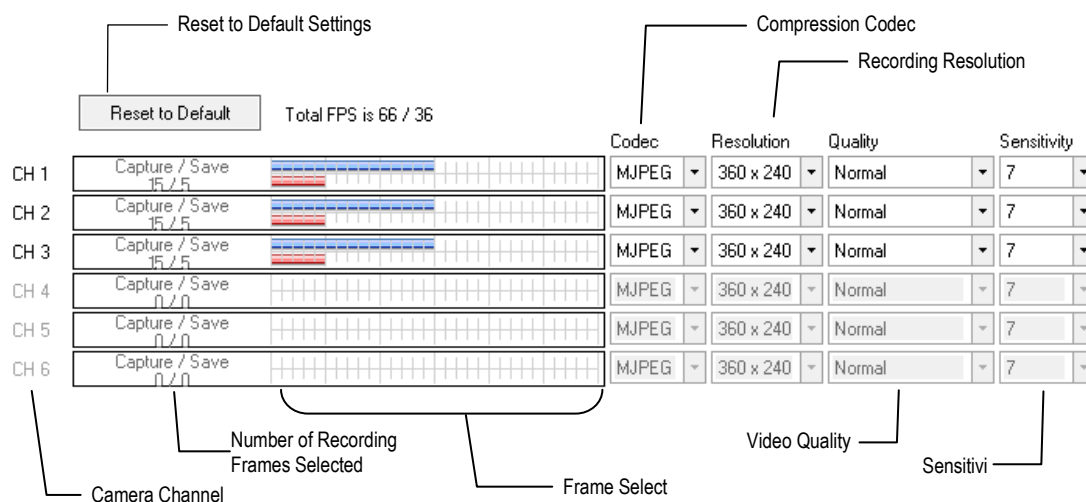 Reset to Default Settings
Compression Codec
Recording Resolution
Reset to Default
Total FPS is 66 / 36
Codec Resolution Quality Sensitivity
CH 1 Capture / Save 15 / 5 MJPEG 360 x 240 Normal 7
CH 2 Capture / Save 15 / 5 MJPEG 360 x 240 Normal 7
CH 3 Capture / Save 15 / 5 MJPEG 360 x 240 Normal 7
CH 4 Capture / Save 0 / 0 MJPEG 360 x 240 Normal 7
CH 5 Capture / Save 0 / 0 MJPEG 360 x 240 Normal 7
CH 6 Capture / Save 0 / 0 MJPEG 360 x 240 Normal 7
Number of Recording
Frames Selected
Video Quality
Sensitivi
Frame Select
Camera Channel